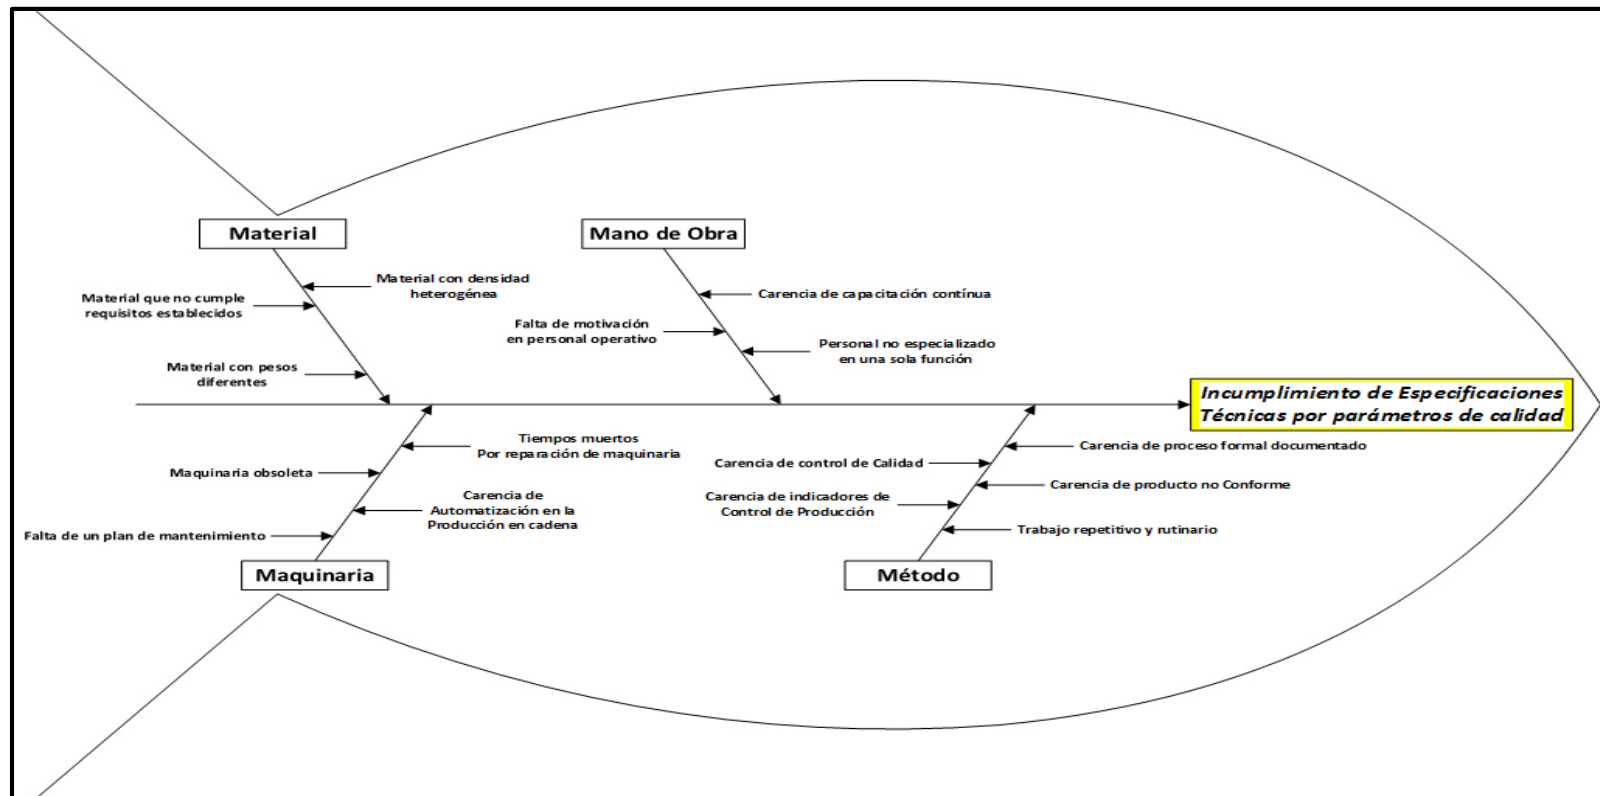 Material
Mano de Obra
Material con densidad
heterogénea
Material que no cumple
requisitos establecidos
Material con pesos
diferentes
Carencia de capacitación contínua
Falta de motivación
en personal operativo
Personal no especializado
en una sola función
Incumplimiento de Especificaciones
Técnicas por parámetros de calidad
Tiempos muertos
Por reparación de maquinaria
Maquinaria obsoleta
Carencia de
Automatización en la
Producción en cadena
Falta de un plan de mantenimiento
Maquinaria
Carencia de proceso formal documentado
Carencia de control de Calidad
Carencia de producto no Conforme
Carencia de indicadores de
Control de Producción
Trabajo repetitivo y rutinario
Método